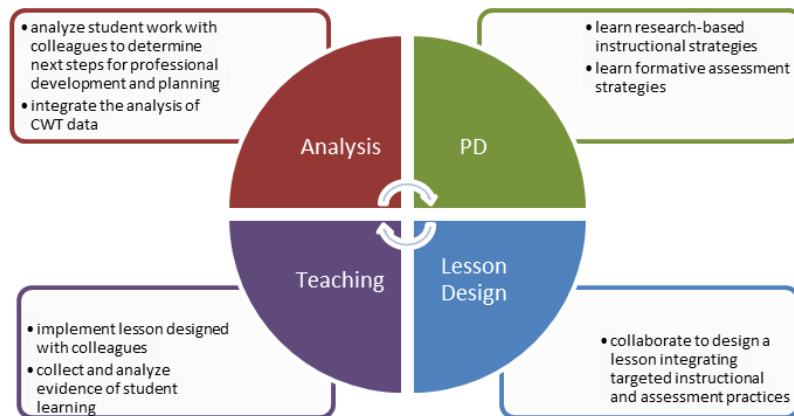 • analyze student work with
colleagues to determine
next steps for professional
development and planning
• integrate the analysis of
CWT data
• learn research-based
instructional strategies
• learn formative assessment
strategies
Analysis
PD
Teaching
Lesson
Design
• implement lesson designed
with colleagues
• collect and analyze
evidence of student
learning
• collaborate to design a
lesson integrating
targeted instructional
and assessment practices